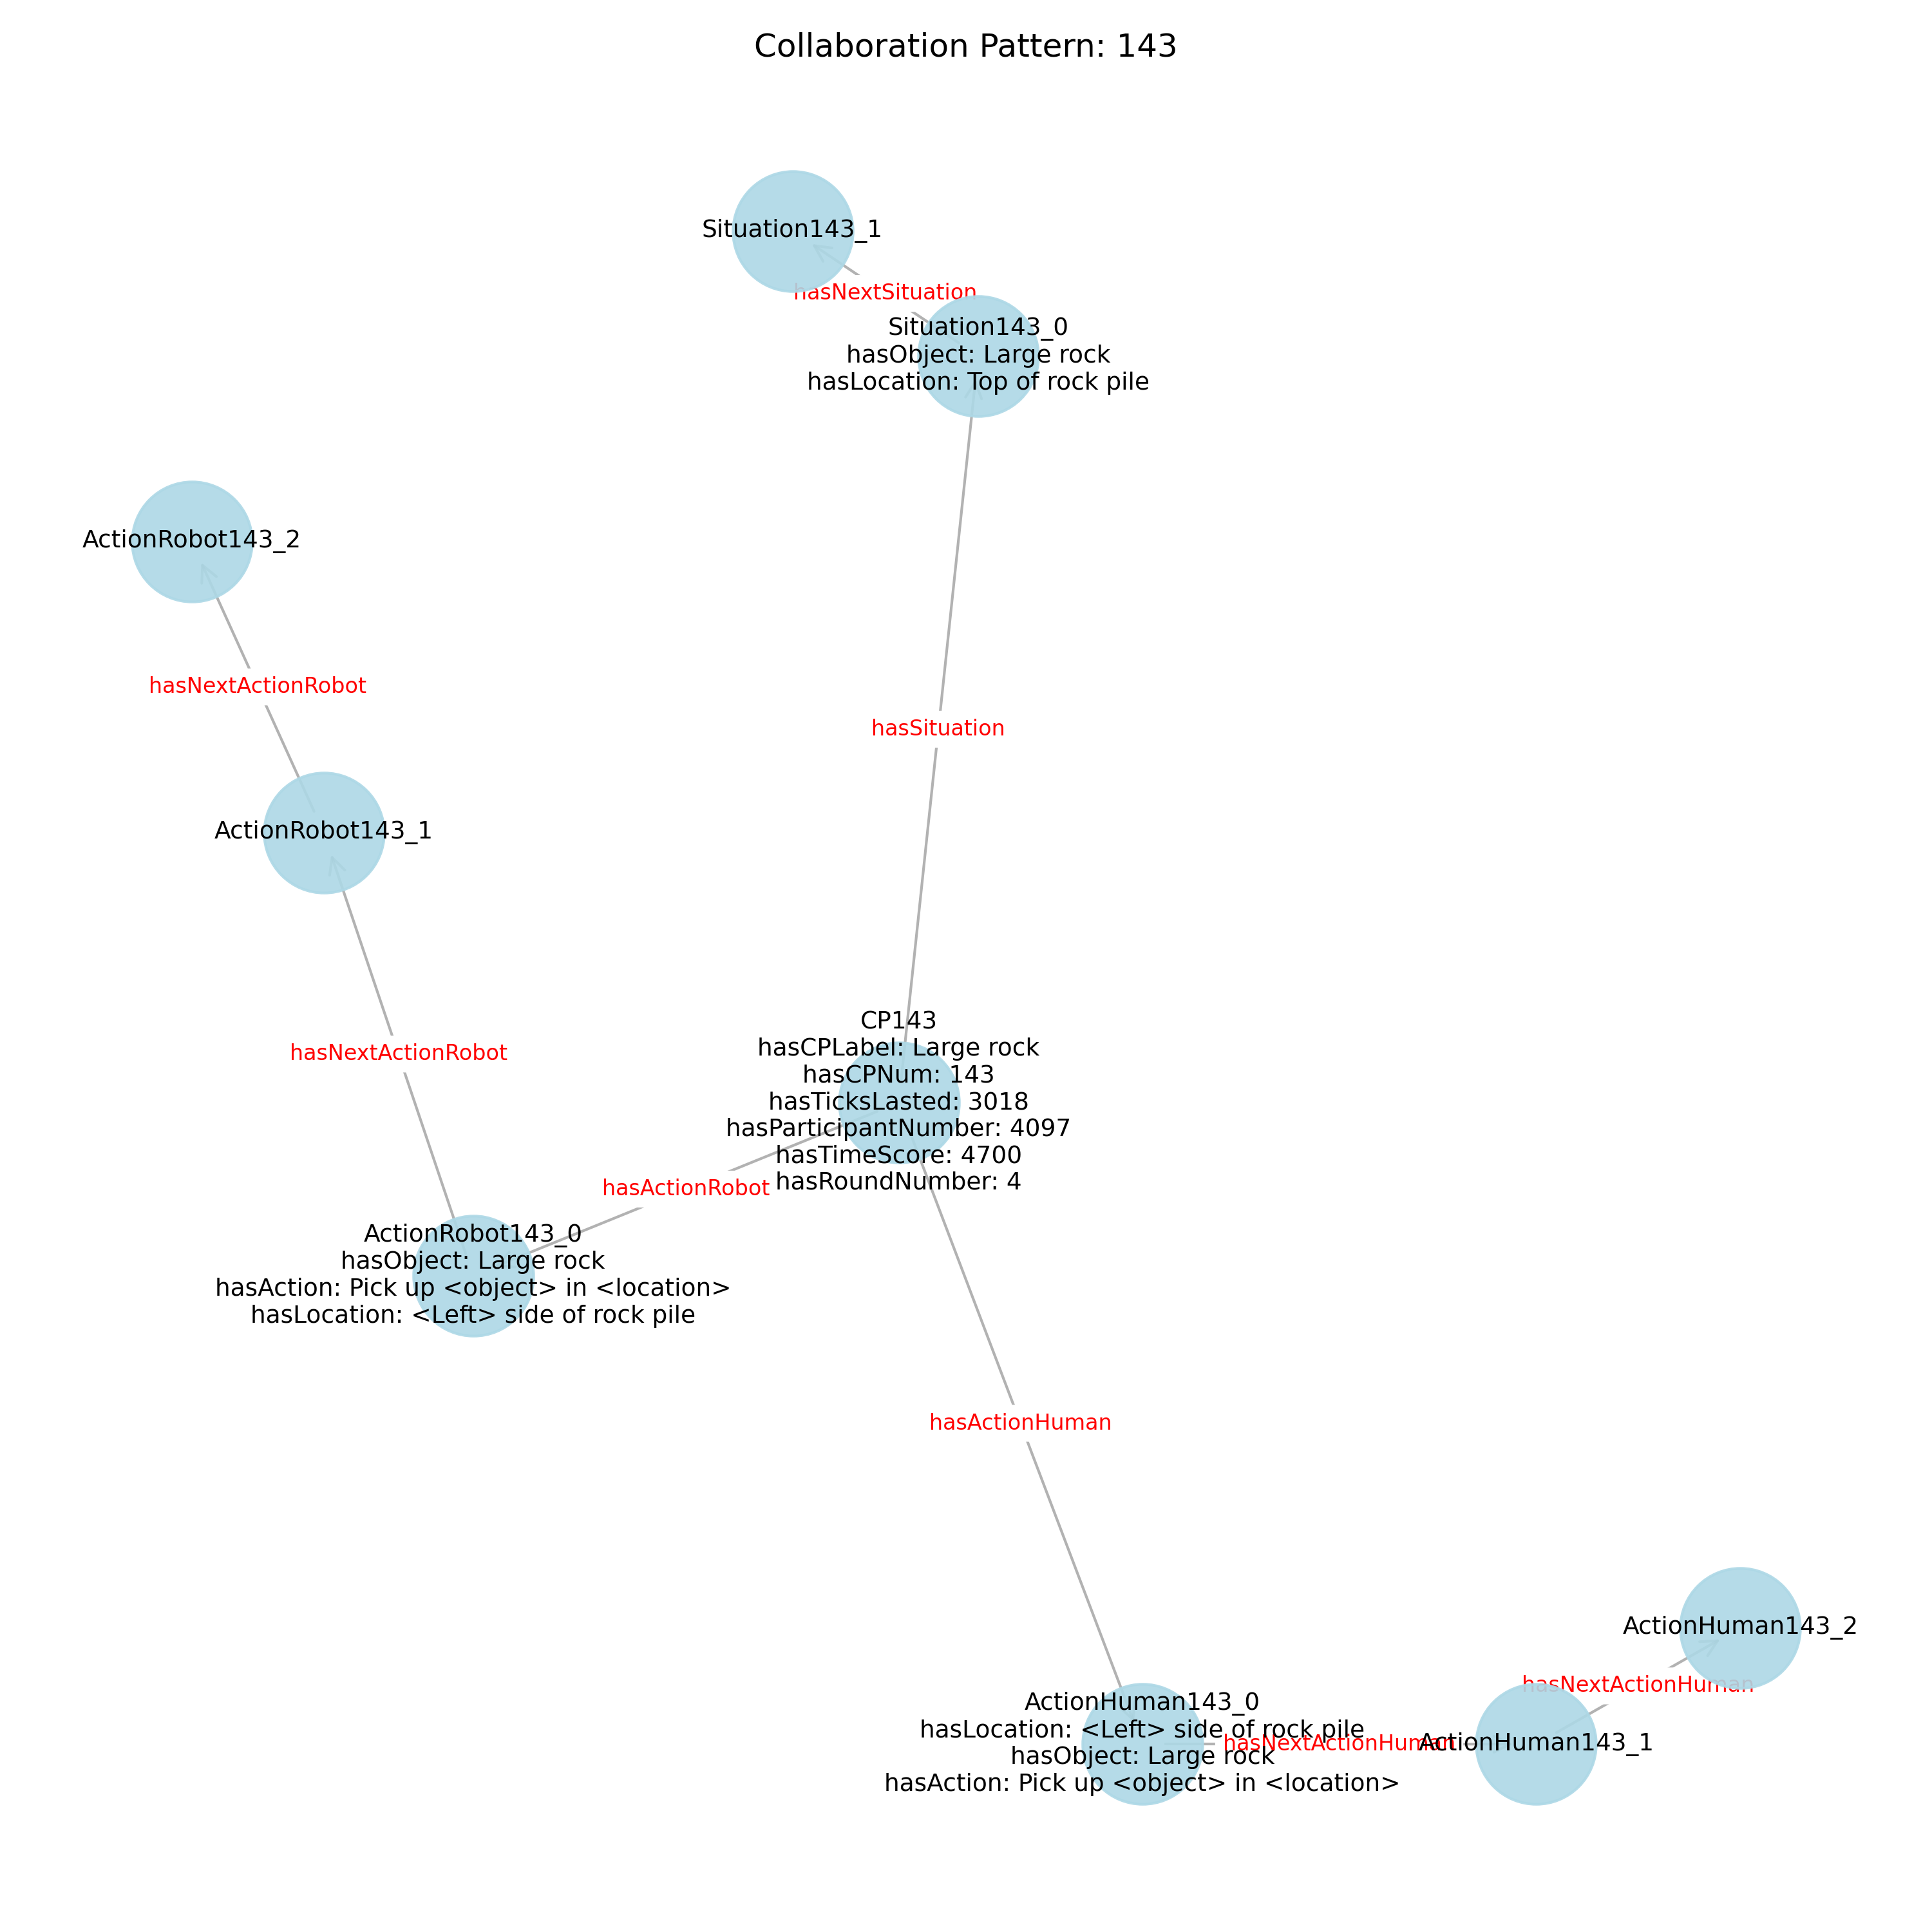 Collaboration Pattern: 143
Situation143_1
hasNextSituation
Situation143_0
hasObject: Large rock
hasLocation: Top of rock pile
ActionRobot143_2
hasNextActionRobot
hasSituation
ActionRobot143_1
CP143
hasCPLabel: Large rock
hasCPNum: 143
hasTicksLasted: 3018
hasParticipantNumber: 4097
hasTimeScore: 4700
hasRoundNumber: 4
hasNextActionRobot
hasActionRobot
ActionRobot143_0
hasObject: Large rock
hasAction: Pick up <object> in <location>
hasLocation: <Left> side of rock pile
hasActionHuman
ActionHuman143_2
hasNextActionHuman
ActionHuman143_0
hasLocation: <Left> side of rock pile
hasObject: Large rock
hasAction: Pick up <object> in <location>
hasNextActionHuman
ActionHuman143_1